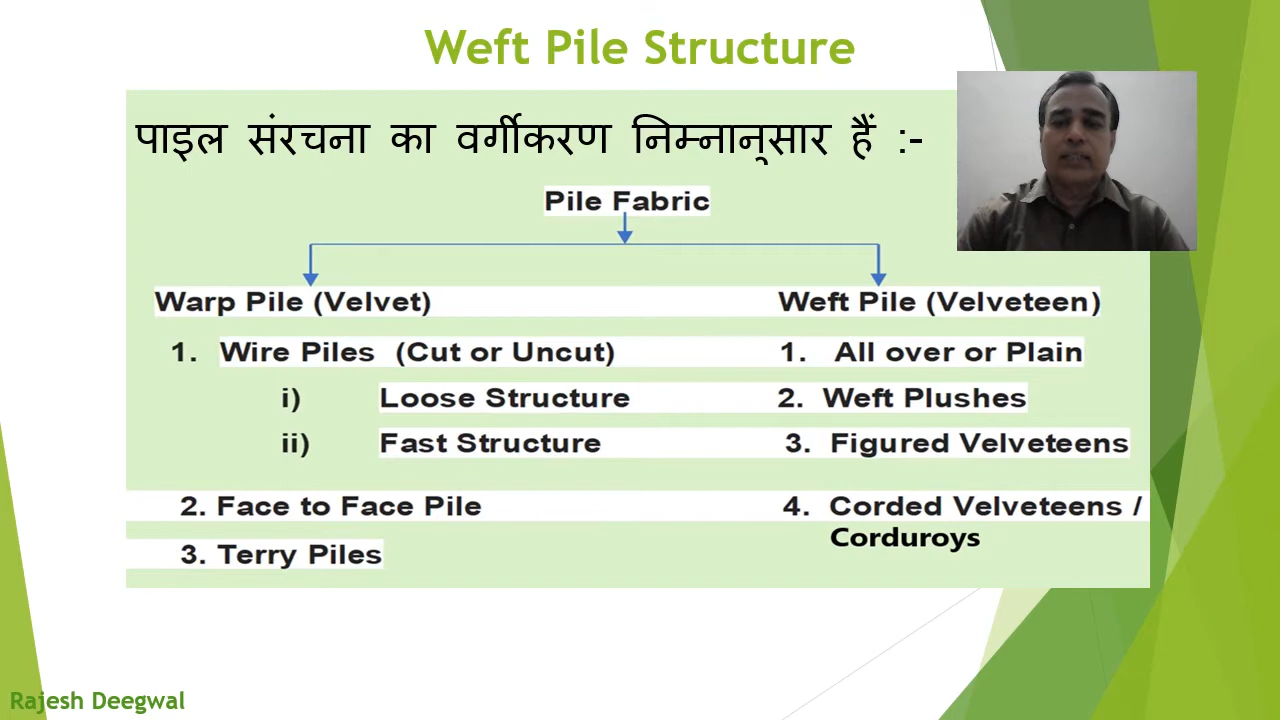 Weft Pile Structure
पाइल संरचना का वर्गीकरण निम्नानुसार हैं :-
Pile Fabric
Warp Pile (Velvet)
Weft Pile (Velveteen)
1. Wire Piles (Cut or Uncut)
1. All over or Plain
i) Loose Structure
2. Weft Plushes
ii) Fast Structure
3. Figured Velveteens
2. Face to Face Pile
4. Corded Velveteens /
Corduroys
3. Terry Piles
Rajesh Deegwal